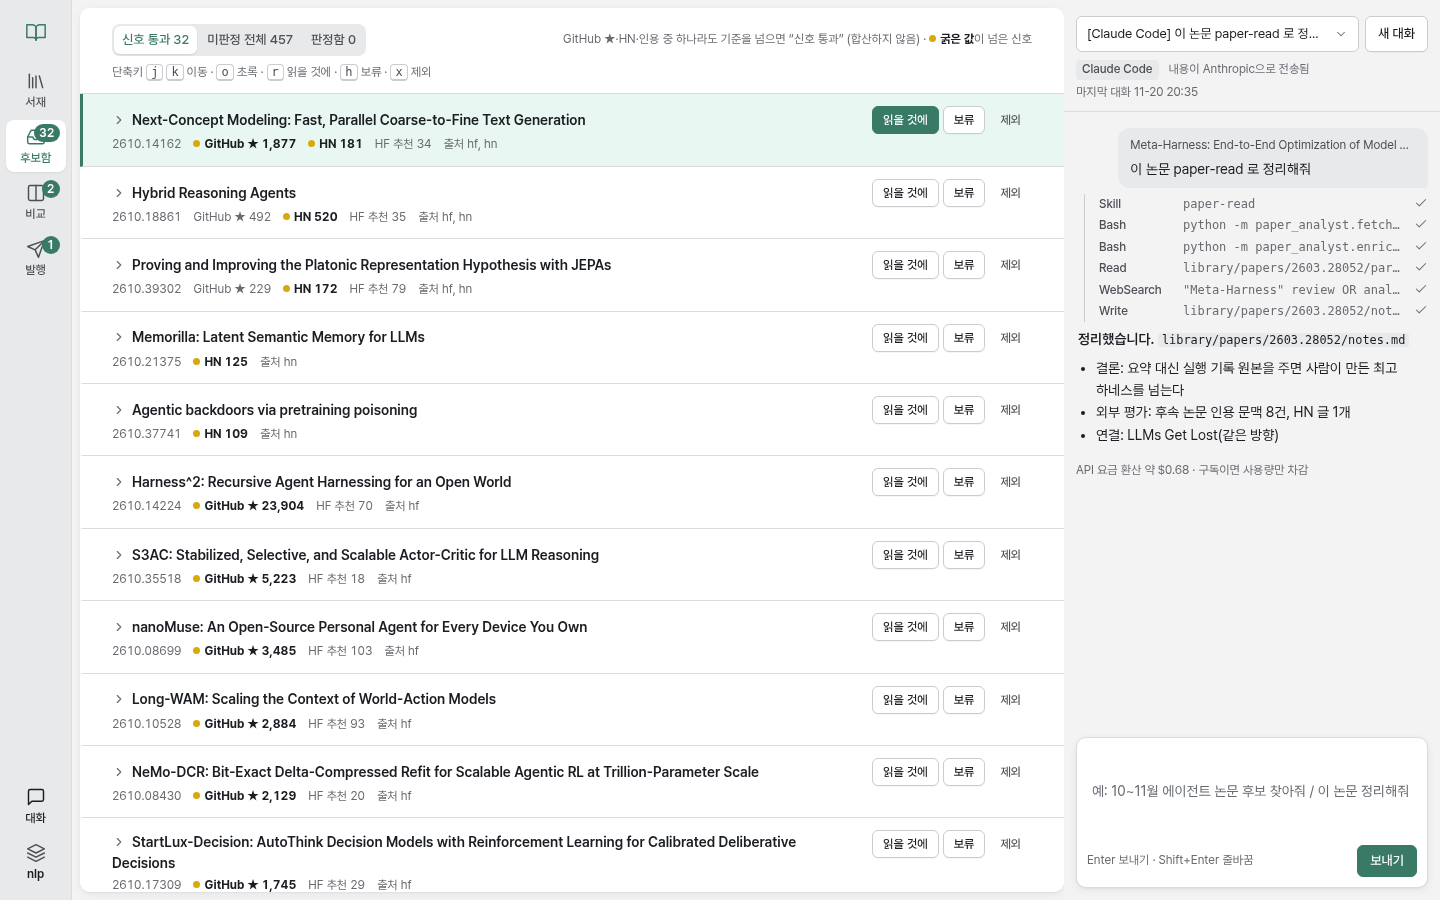 서재
32
후보함
2
비교
1
발행
대화
nlp
신호 통과 32 미판정 전체 457 판정함 0
GitHub ★·HN·인용 중 하나라도 기준을 넘으면 “신호 통과” (합산하지 않음) · 굵은 값이 넘은 신호
단축키 j k 이동 · o 초록 · r 읽을 것에 · h 보류 · x 제외
Next-Concept Modeling: Fast, Parallel Coarse-to-Fine Text Generation
읽을 것에 보류 제외
2610.14162 GitHub ★ 1,877 HN 181 HF 추천 34 출처 hf, hn
Hybrid Reasoning Agents
읽을 것에 보류 제외
2610.18861 GitHub ★ 492 HN 520 HF 추천 35 출처 hf, hn
Proving and Improving the Platonic Representation Hypothesis with JEPAs
읽을 것에 보류 제외
2610.39302 GitHub ★ 229 HN 172 HF 추천 79 출처 hf, hn
Memorilla: Latent Semantic Memory for LLMs
읽을 것에 보류 제외
2610.21375 HN 125 출처 hn
Agentic backdoors via pretraining poisoning
읽을 것에 보류 제외
2610.37741 HN 109 출처 hn
Harness^2: Recursive Agent Harnessing for an Open World
읽을 것에 보류 제외
2610.14224 GitHub ★ 23,904 HF 추천 70 출처 hf
S3AC: Stabilized, Selective, and Scalable Actor-Critic for LLM Reasoning
읽을 것에 보류 제외
2610.35518 GitHub ★ 5,223 HF 추천 18 출처 hf
nanoMuse: An Open-Source Personal Agent for Every Device You Own
읽을 것에 보류 제외
2610.08699 GitHub ★ 3,485 HF 추천 103 출처 hf
Long-WAM: Scaling the Context of World-Action Models
읽을 것에 보류 제외
2610.10528 GitHub ★ 2,884 HF 추천 93 출처 hf
NeMo-DCR: Bit-Exact Delta-Compressed Refit for Scalable Agentic RL at Trillion-Parameter Scale
읽을 것에 보류 제외
2610.08430 GitHub ★ 2,129 HF 추천 20 출처 hf
StartLux-Decision: AutoThink Decision Models with Reinforcement Learning for Calibrated Deliberative
Decisions
읽을 것에 보류 제외
2610.17309 GitHub ★ 1,745 HF 추천 29 출처 hf
[Claude Code] 이 논문 paper-read 로 정... 새 대화
Claude Code 내용이 Anthropic으로 전송됨
마지막 대화 11-20 20:35
Meta-Harness: End-to-End Optimization of Model ...
이 논문 paper-read 로 정리해줘
Skill paper-read
Bash python -m paper_analyst.fetch…
Bash python -m paper_analyst.enric…
Read library/papers/2603.28052/par…
WebSearch "Meta-Harness" review OR anal…
Write library/papers/2603.28052/not…
정리했습니다. library/papers/2603.28052/notes.md
• 결론: 요약 대신 실행 기록 원본을 주면 사람이 만든 최고
하네스를 넘는다
• 외부 평가: 후속 논문 인용 문맥 8건, HN 글 1개
• 연결: LLMs Get Lost(같은 방향)
API 요금 환산 약 $0.68 · 구독이면 사용량만 차감
예: 10~11월 에이전트 논문 후보 찾아줘 / 이 논문 정리해줘
Enter 보내기 · Shift+Enter 줄바꿈
보내기